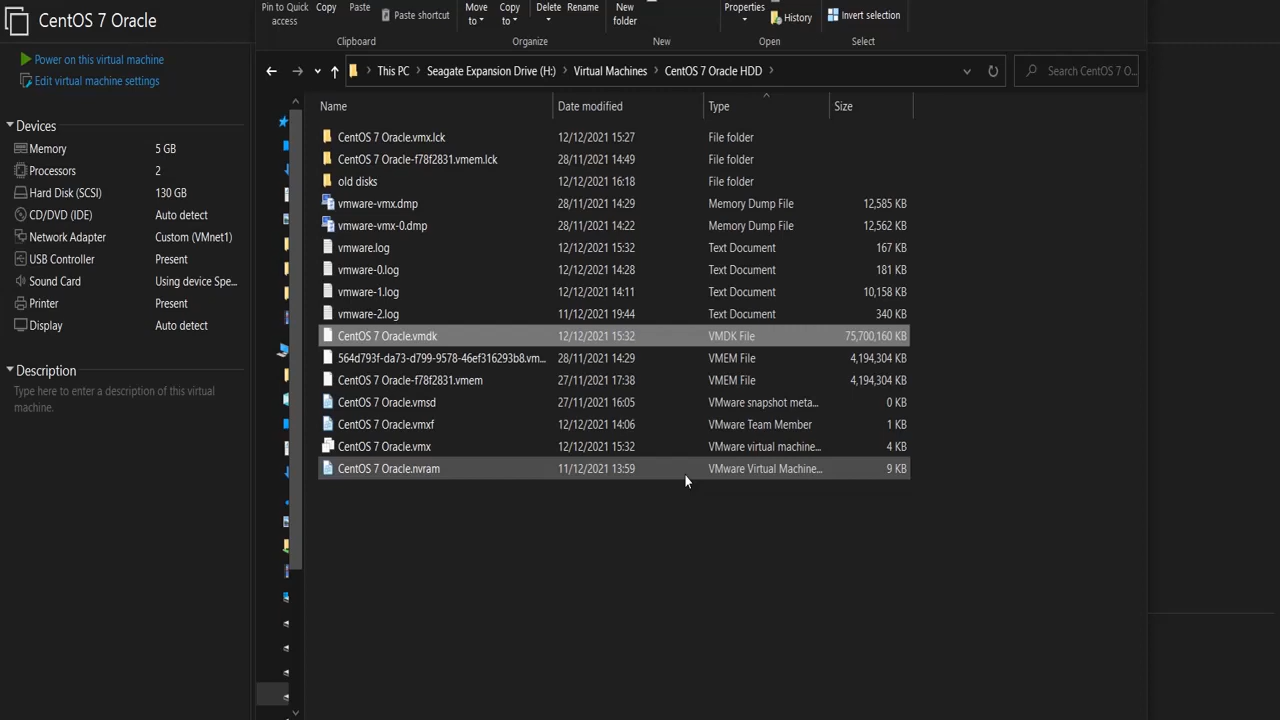 CentOS 7 Oracle
Power on this virtual machine
Edit virtual machine settings
Devices
Memory 5 GB
Processors 2
Hard Disk (SCSI) 130 GB
CD/DVD (IDE) Auto detect
Network Adapter Custom (VMnet1)
USB Controller Present
Sound Card Using device Spe...
Printer Present
Display Auto detect
Description
Type here to enter a description of this virtual
machine.
Pin to Quick
access
Copy
Paste
Paste shortcut
Clipboard
Move
to
Copy
to
Delete
Rename
Organize
New
folder
New
Properties
History
Open
Invert selection
Select
This PC Seagate Expansion Drive (H:) Virtual Machines CentOS 7 Oracle HDD
Search CentOS 7 O...
Name Date modified Type Size
CentOS 7 Oracle.vmx.lck 12/12/2021 15:27 File folder
CentOS 7 Oracle-f78f2831.vmem.lck 28/11/2021 14:49 File folder
old disks 12/12/2021 16:18 File folder
vmware-vmx.dmp 28/11/2021 14:29 Memory Dump File 12,585 KB
vmware-vmx-0.dmp 28/11/2021 14:22 Memory Dump File 12,562 KB
vmware.log 12/12/2021 15:32 Text Document 167 KB
vmware-0.log 12/12/2021 14:28 Text Document 181 KB
vmware-1.log 12/12/2021 14:11 Text Document 10,158 KB
vmware-2.log 11/12/2021 19:44 Text Document 340 KB
CentOS 7 Oracle.vmdk 12/12/2021 15:32 VMDK File 75,700,160 KB
564d793f-da73-d799-9578-46ef316293b8.vm... 28/11/2021 14:29 VMEM File 4,194,304 KB
CentOS 7 Oracle-f78f2831.vmem 27/11/2021 17:38 VMEM File 4,194,304 KB
CentOS 7 Oracle.vmsd 27/11/2021 16:05 VMware snapshot meta... 0 KB
CentOS 7 Oracle.vmxf 12/12/2021 14:06 VMware Team Member 1 KB
CentOS 7 Oracle.vmx 12/12/2021 15:32 VMware virtual machine... 4 KB
CentOS 7 Oracle.nvram 11/12/2021 13:59 VMware Virtual Machine... 9 KB